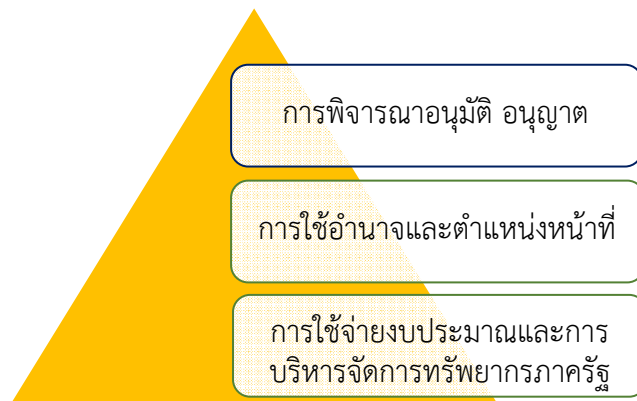 การพิจารณาอนุมัติ อนุญาต
การใช้อำนาจและตำแหน่งหน้าที่
การใช้จ่ายงบประมาณและการ
บริหารจัดการทรัพยากรภาครัฐ